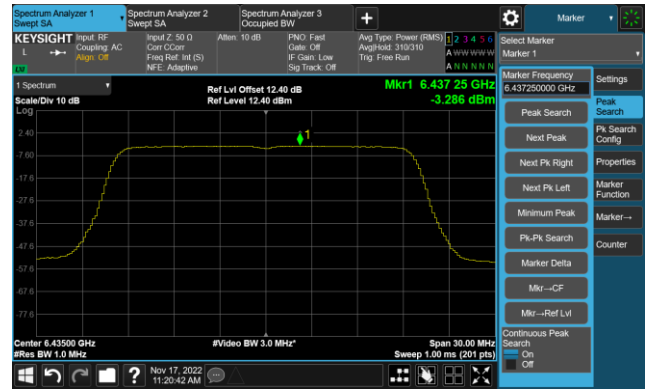 Spectrum Analyzer 1
Swept SA
Spectrum Analyzer 2
Swept SA
Spectrum Analyzer 3
Occupied BW
Marker
KEYSIGHT
L
Input: RF
Coupling: AC
Align: Off
Input Z: 50 Ω
Corr CCorr
Freq Ref: Int (S)
NFE: Adaptive
Atten: 10 dB
PNO: Fast
Gate: Off
IF Gain: Low
Sig Track: Off
Avg Type: Power (RMS)
Avg|Hold: 310/310
Trig: Free Run
1 2 3 4 5 6
A W W W W W
A N N N N N
Select Marker
Marker 1
1 Spectrum
Scale/Div 10 dB
Log
Ref Lvl Offset 12.40 dB
Ref Level 12.40 dBm
Mkr1 6.437 25 GHz
-3.286 dBm
2.40
-7.60
-17.6
-27.6
-37.6
-47.6
-57.6
-67.6
-77.6
1
Center 6.43500 GHz
#Res BW 1.0 MHz
#Video BW 3.0 MHz*
Span 30.00 MHz
Sweep 1.00 ms (201 pts)
Marker Frequency
6.437250000 GHz
Peak Search
Next Peak
Next Pk Right
Next Pk Left
Minimum Peak
Pk-Pk Search
Marker Delta
Mkr→CF
Mkr→Ref Lvl
Continuous Peak
Search
On
Off
Settings
Peak
Search
Pk Search
Config
Properties
Marker
Function
Marker→
Counter
Nov 17, 2022
11:20:42 AM